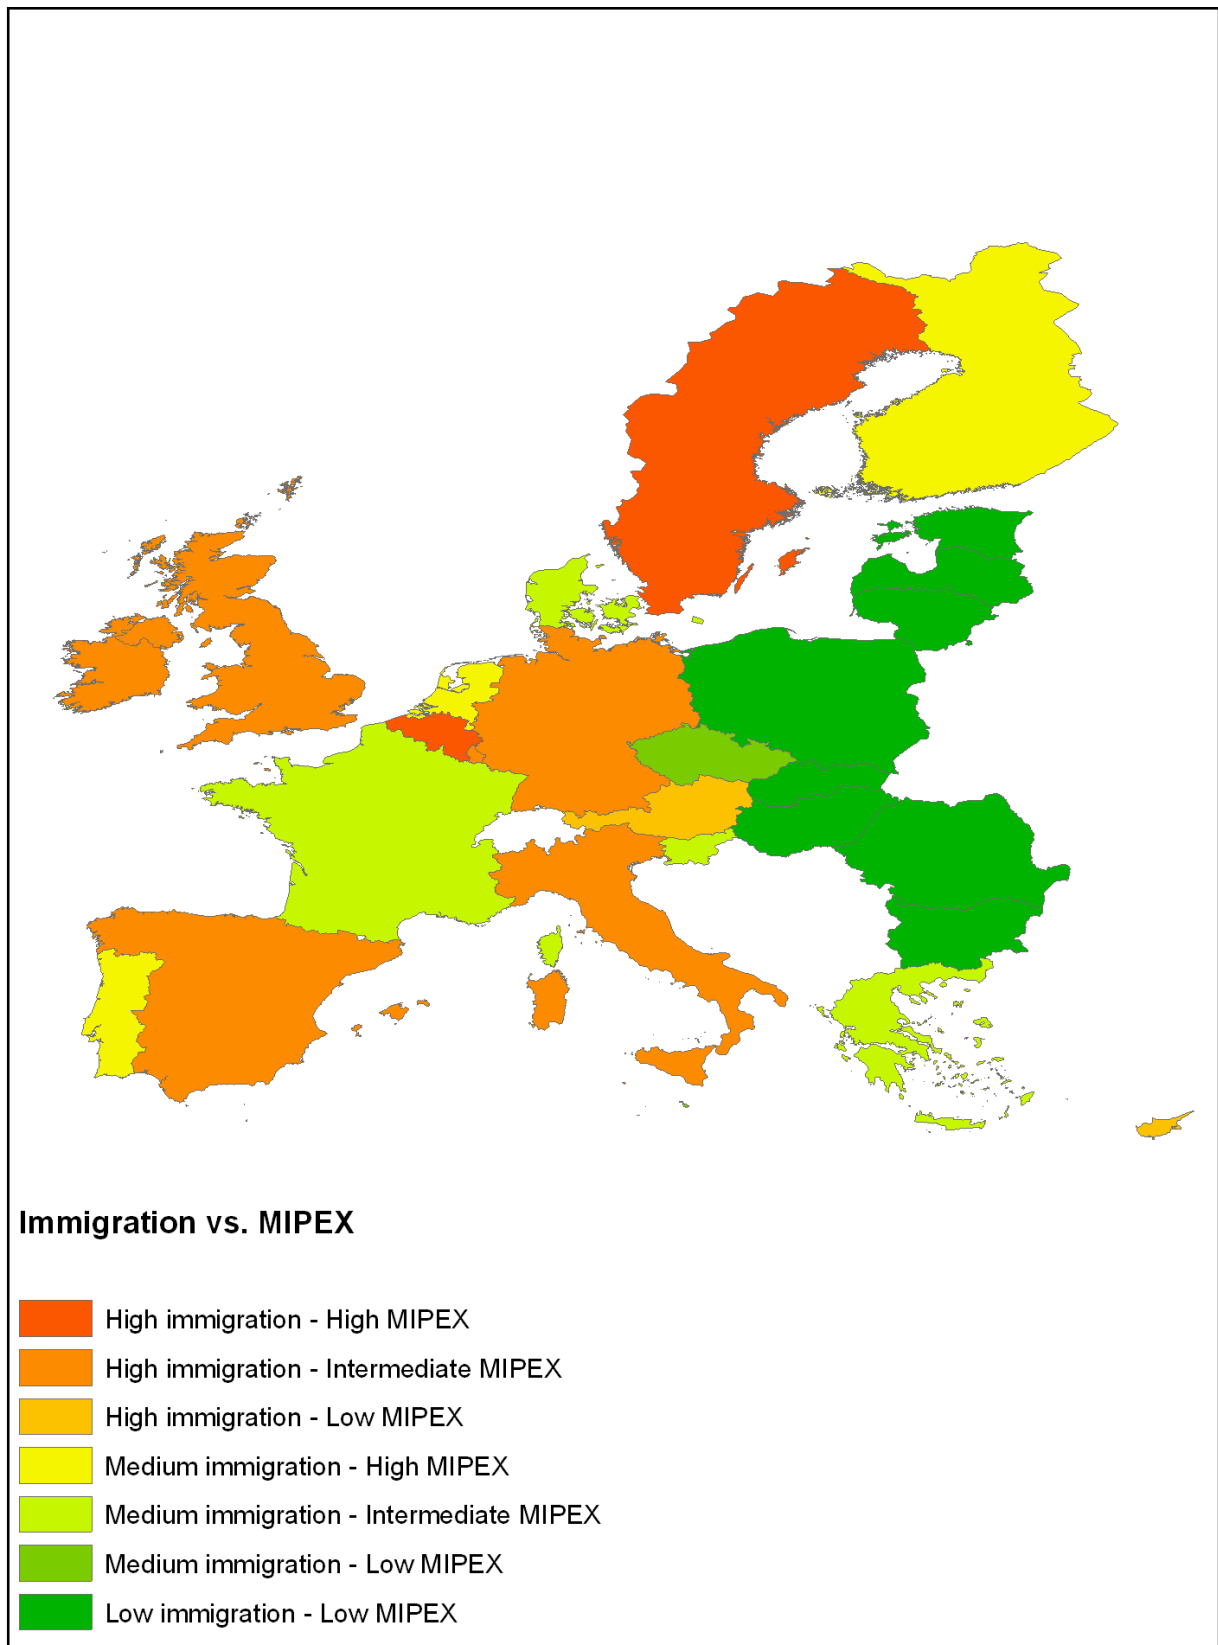 Immigration vs. MIPEX
High immigration - High MIPEX
High immigration - Intermediate MIPEX
High immigration - Low MIPEX
Medium immigration - High MIPEX
Medium immigration - Intermediate MIPEX
Medium immigration - Low MIPEX
Low immigration - Low MIPEX